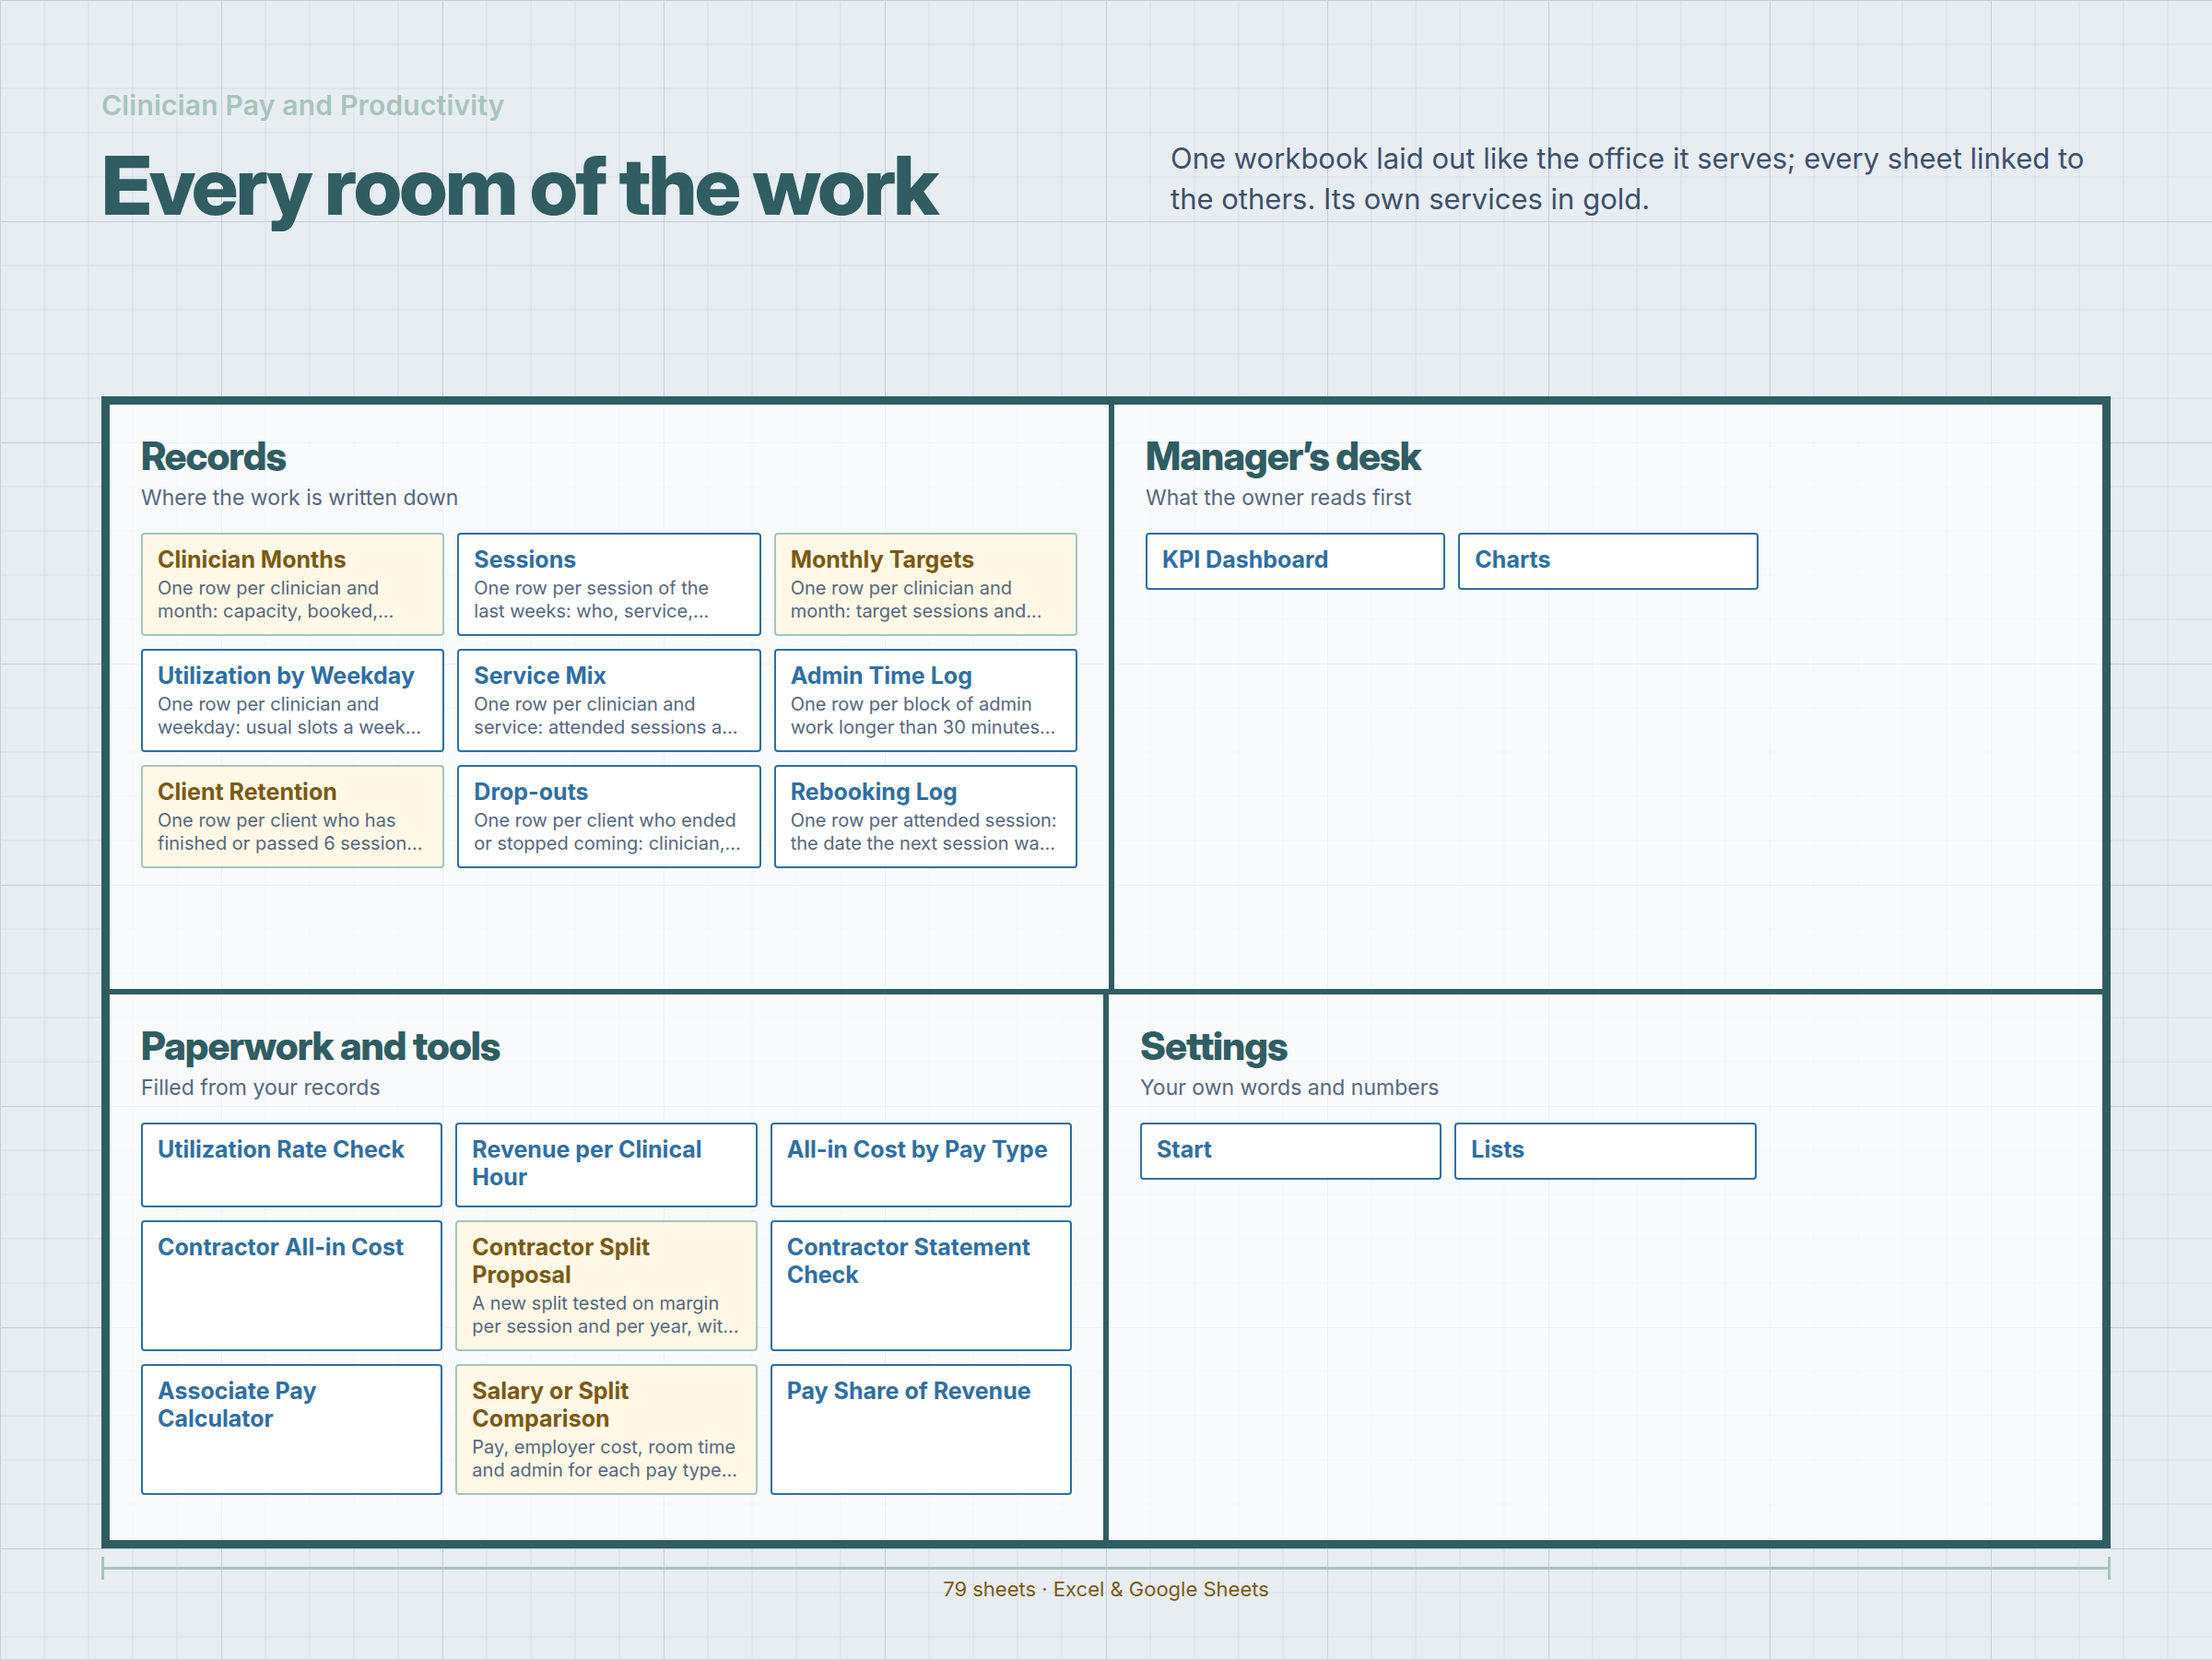 Clinician Pay and Productivity
Every room of the work
One workbook laid out like the office it serves; every sheet linked to
the others. Its own services in gold.
Records
Where the work is written down
Clinician Months
One row per clinician and
month: capacity, booked,...
Sessions
One row per session of the
last weeks: who, service,...
Monthly Targets
One row per clinician and
month: target sessions and...
Utilization by Weekday
One row per clinician and
weekday: usual slots a week...
Service Mix
One row per clinician and
service: attended sessions a...
Admin Time Log
One row per block of admin
work longer than 30 minutes...
Client Retention
One row per client who has
finished or passed 6 session...
Drop-outs
One row per client who ended
or stopped coming: clinician,...
Rebooking Log
One row per attended session:
the date the next session wa...
Manager’s desk
What the owner reads first
KPI Dashboard
Charts
Paperwork and tools
Filled from your records
Utilization Rate Check
Revenue per Clinical
Hour
All-in Cost by Pay Type
Contractor All-in Cost
Contractor Split
Proposal
A new split tested on margin
per session and per year, wit...
Contractor Statement
Check
Associate Pay
Calculator
Salary or Split
Comparison
Pay, employer cost, room time
and admin for each pay type...
Pay Share of Revenue
Settings
Your own words and numbers
Start
Lists
79 sheets · Excel & Google Sheets